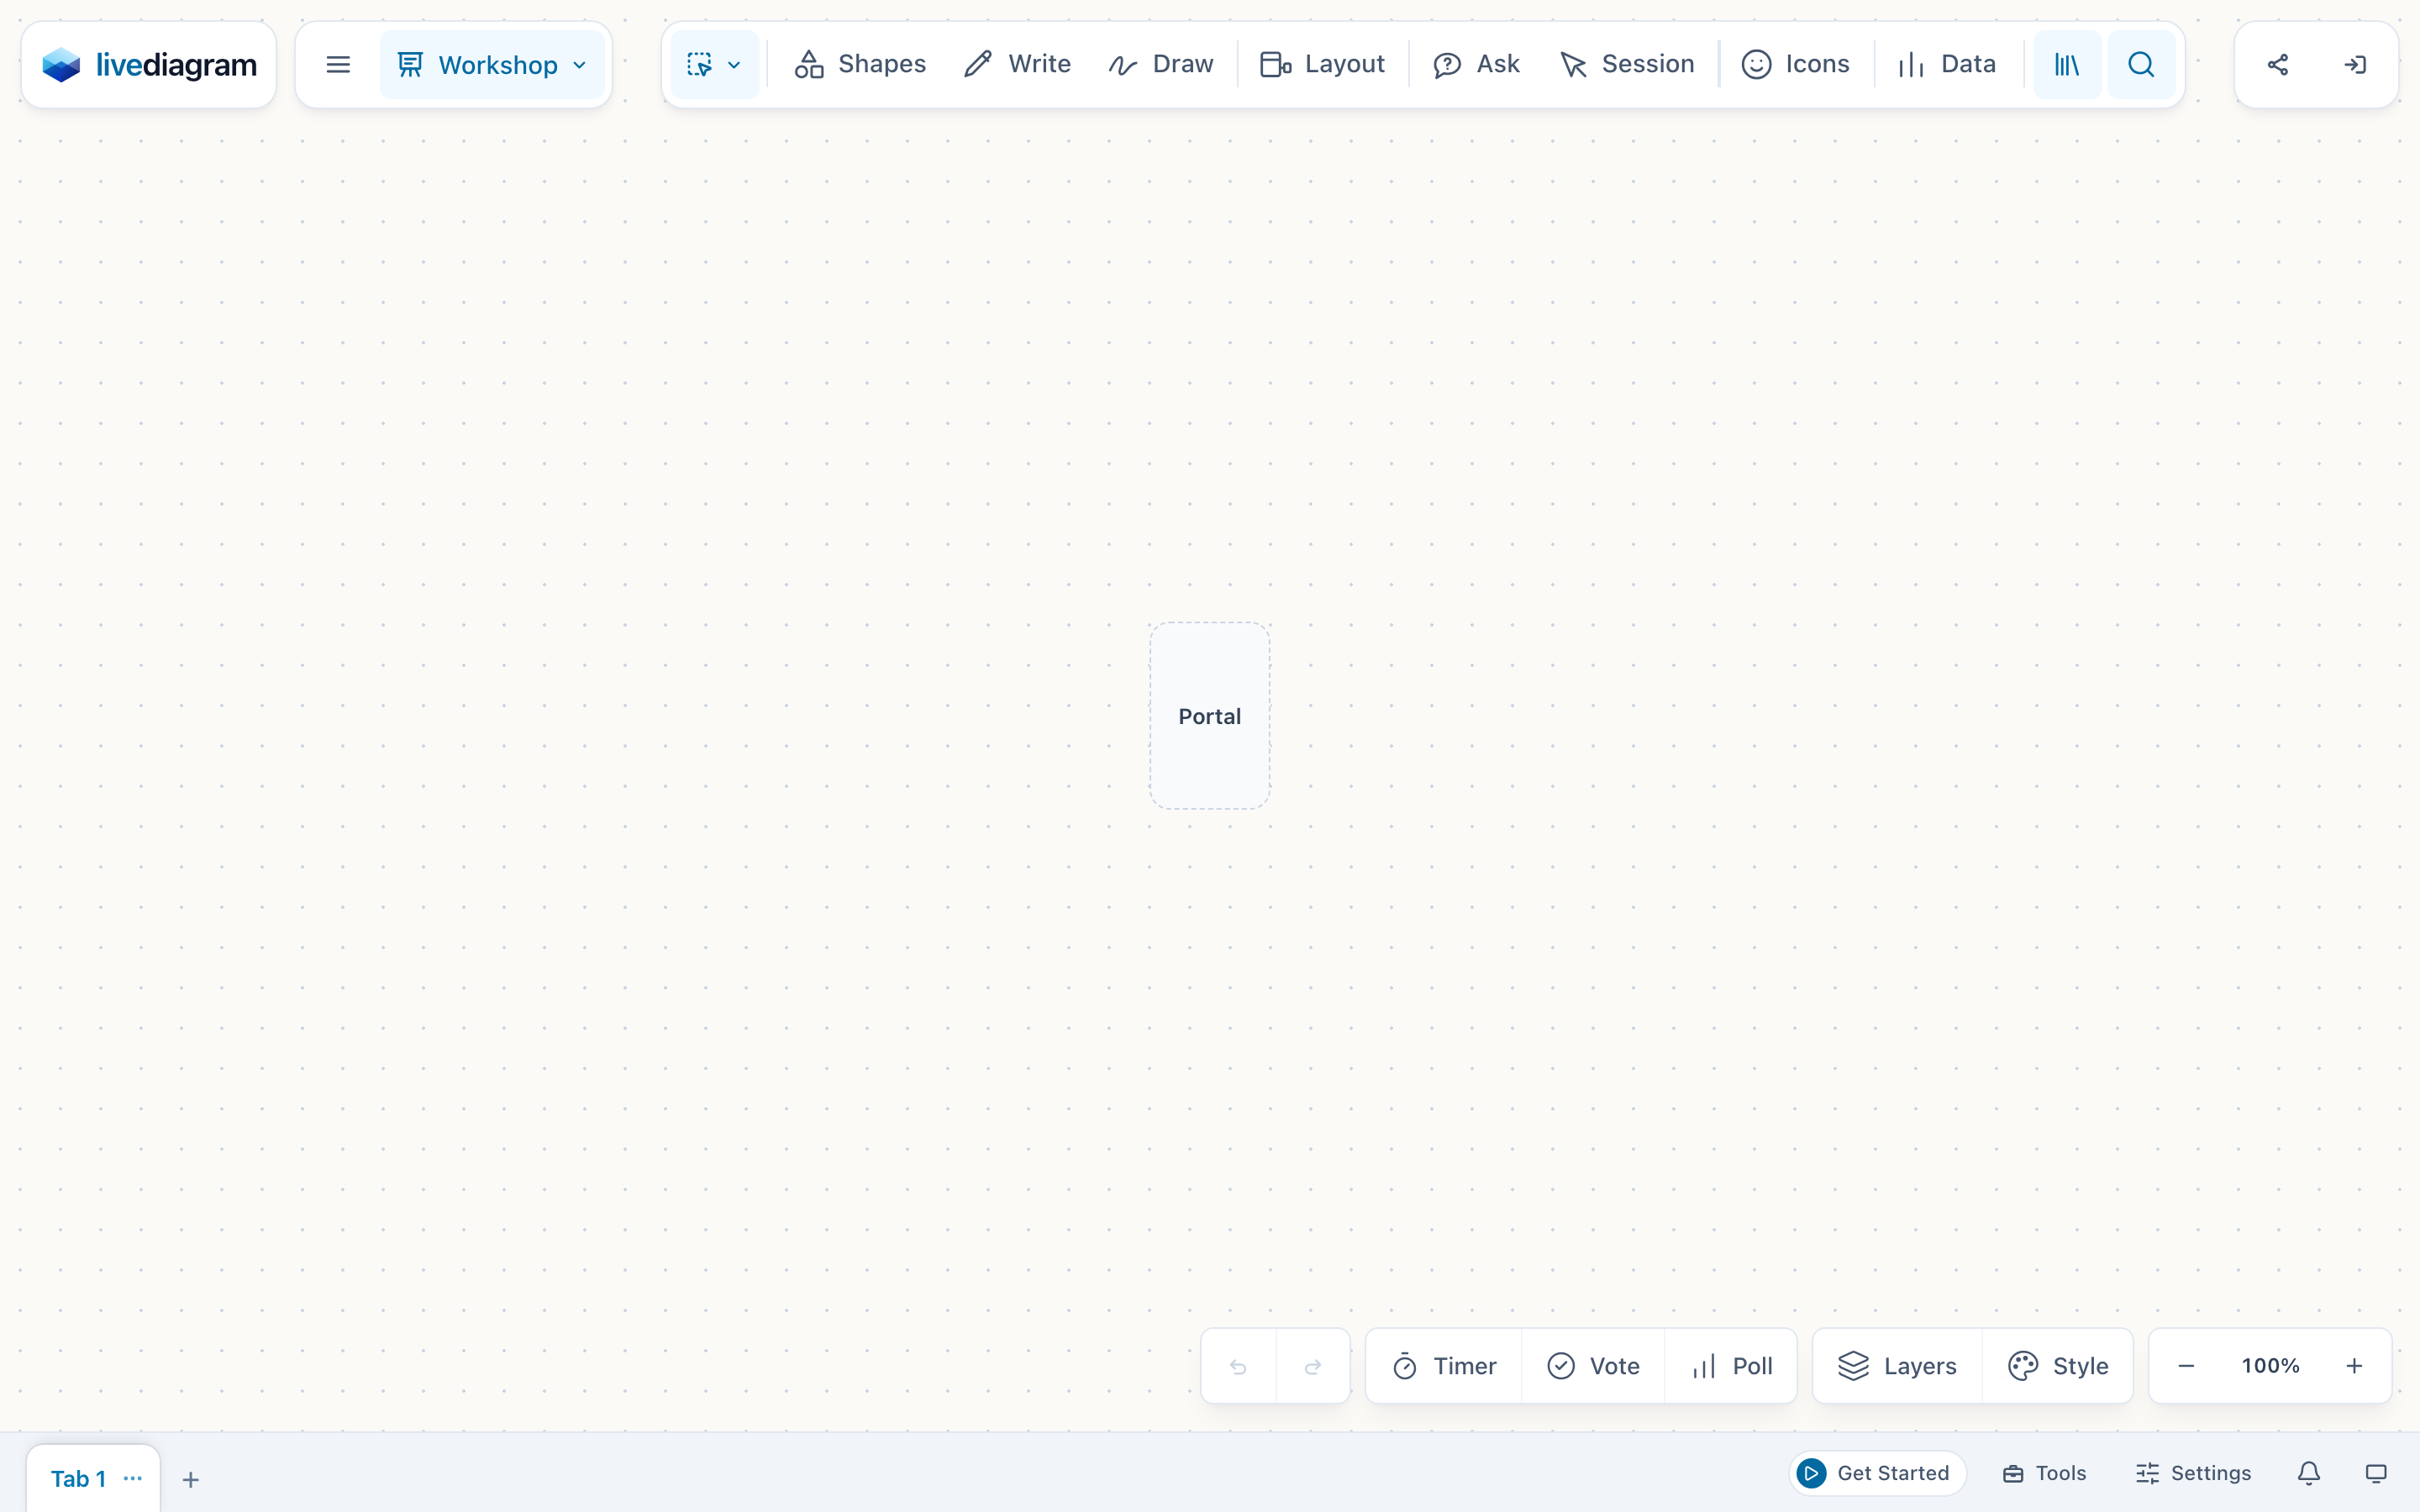 livediagram
Workshop
Shapes
Write
Draw
Layout
Ask
Session
Icons
Data
Portal
Timer
Vote
Poll
Layers
Style
100%
Tab 1
Get Started
Tools
Settings